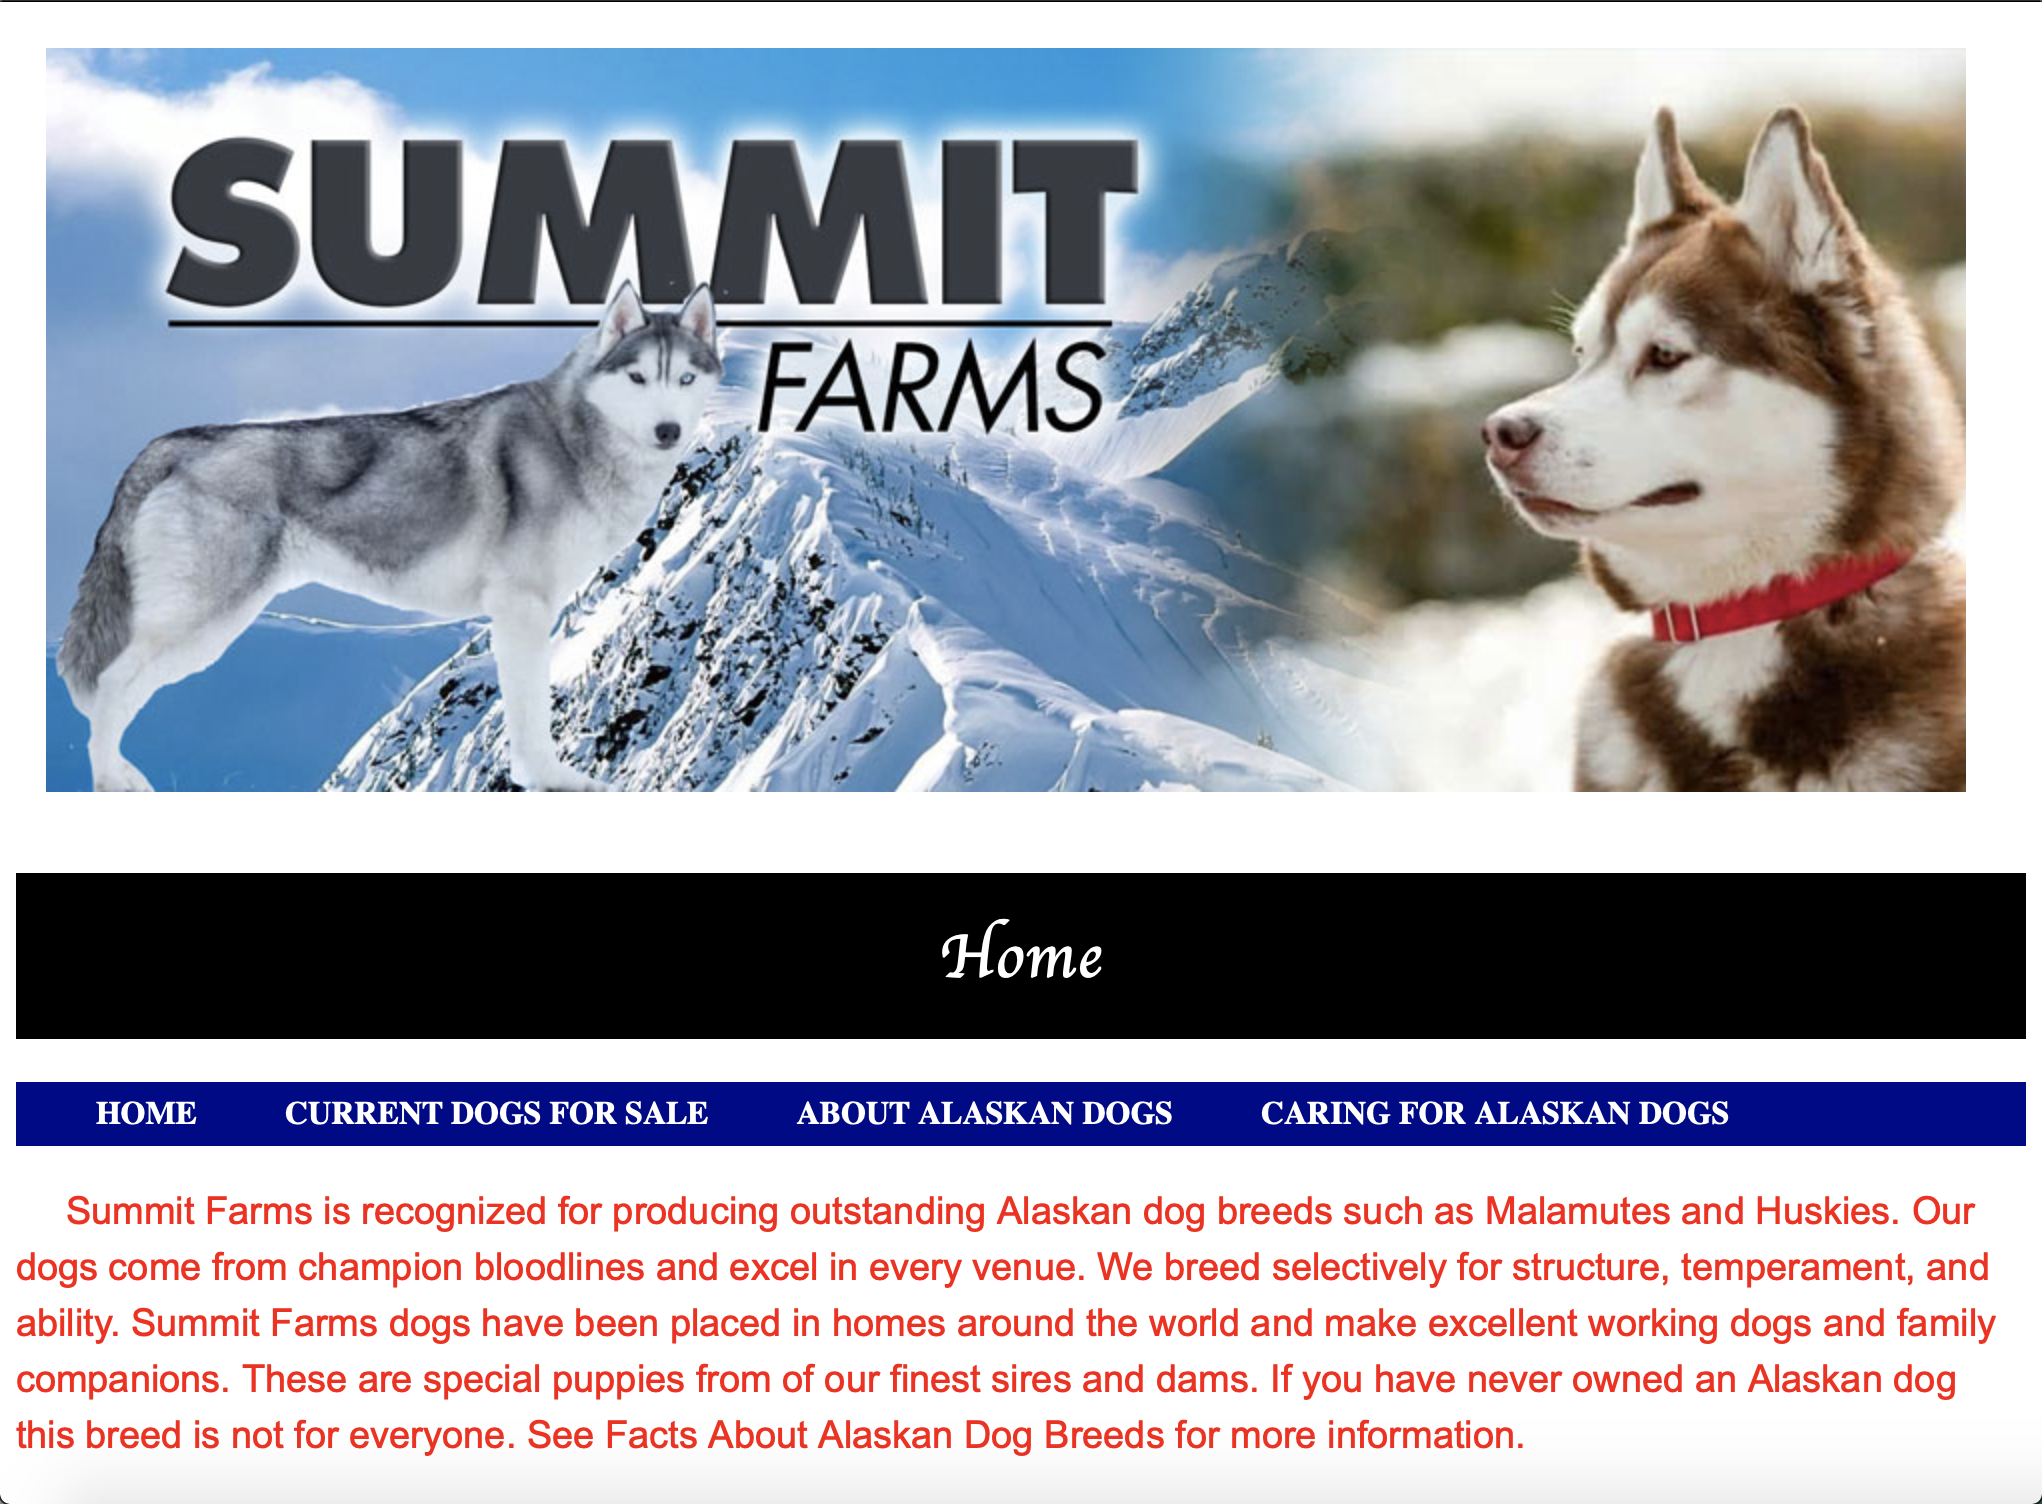 SUMMIT
FARMS
Home
HOME CURRENT DOGS FOR SALE ABOUT ALASKAN DOGS CARING FOR ALASKAN DOGS
Summit Farms is recognized for producing outstanding Alaskan dog breeds such as Malamutes and Huskies. Our
dogs come from champion bloodlines and excel in every venue. We breed selectively for structure, temperament, and
ability. Summit Farms dogs have been placed in homes around the world and make excellent working dogs and family
companions. These are special puppies from of our finest sires and dams. If you have never owned an Alaskan dog
this breed is not for everyone. See Facts About Alaskan Dog Breeds for more information.